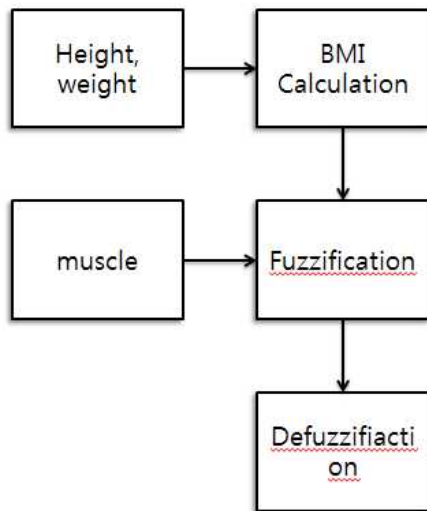 Height,
weight
BMI
Calculation
muscle
Fuzzification
Defuzzifiacti
on